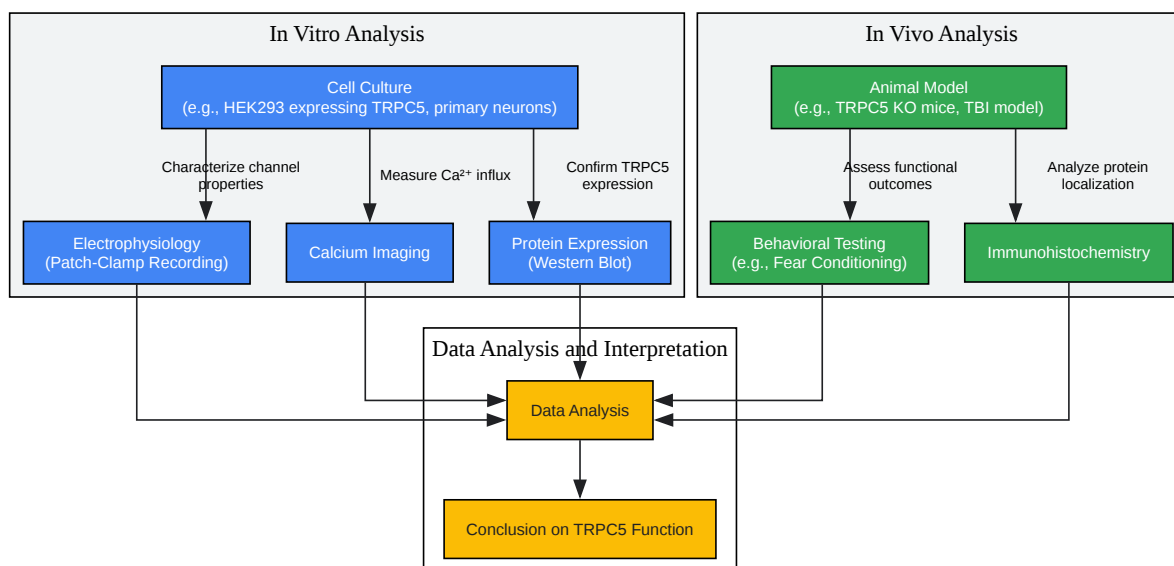 In Vitro Analysis
Cell Culture
(e.g., HEK293 expressing TRPC5, primary neurons)
Characterize channel
properties
Measure Ca²⁺ influx
Confirm TRPC5
expression
Electrophysiology
(Patch-Clamp Recording)
Calcium Imaging
Protein Expression
(Western Blot)
In Vivo Analysis
Animal Model
(e.g., TRPC5 KO mice, TBI model)
Assess functional
outcomes
Analyze protein
localization
Behavioral Testing
(e.g., Fear Conditioning)
Immunohistochemistry
Data Analysis and Interpretation
Data Analysis
Conclusion on TRPC5 Function